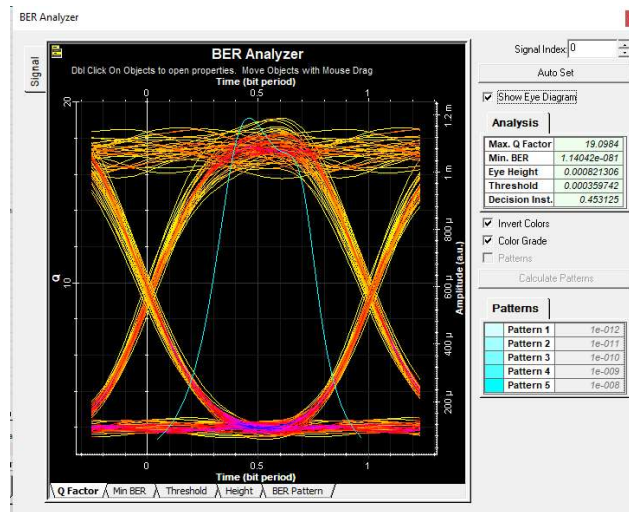 BER Analyzer
Signal
BER Analyzer
Dbl Click On Objects to open properties. Move Objects with Mouse Drag
Time (bit period)
0 0.5 1
20
10
Q
1.2 m
1 m
800 µ
600 µ
400 µ
200 µ
Amplitude (a.u.)
0 0.5 1
Time (bit period)
Q Factor Min BER Threshold Height BER Pattern
Signal Index: 0
Auto Set
Show Eye Diagram
Analysis
Max. Q Factor 19.0984
Min. BER 1.14042e-081
Eye Height 0.000821306
Threshold 0.000359742
Decision Inst. 0.453125
Invert Colors
Color Grade
Patterns
Calculate Patterns
Patterns
Pattern 1 1e-012
Pattern 2 1e-011
Pattern 3 1e-010
Pattern 4 1e-009
Pattern 5 1e-008